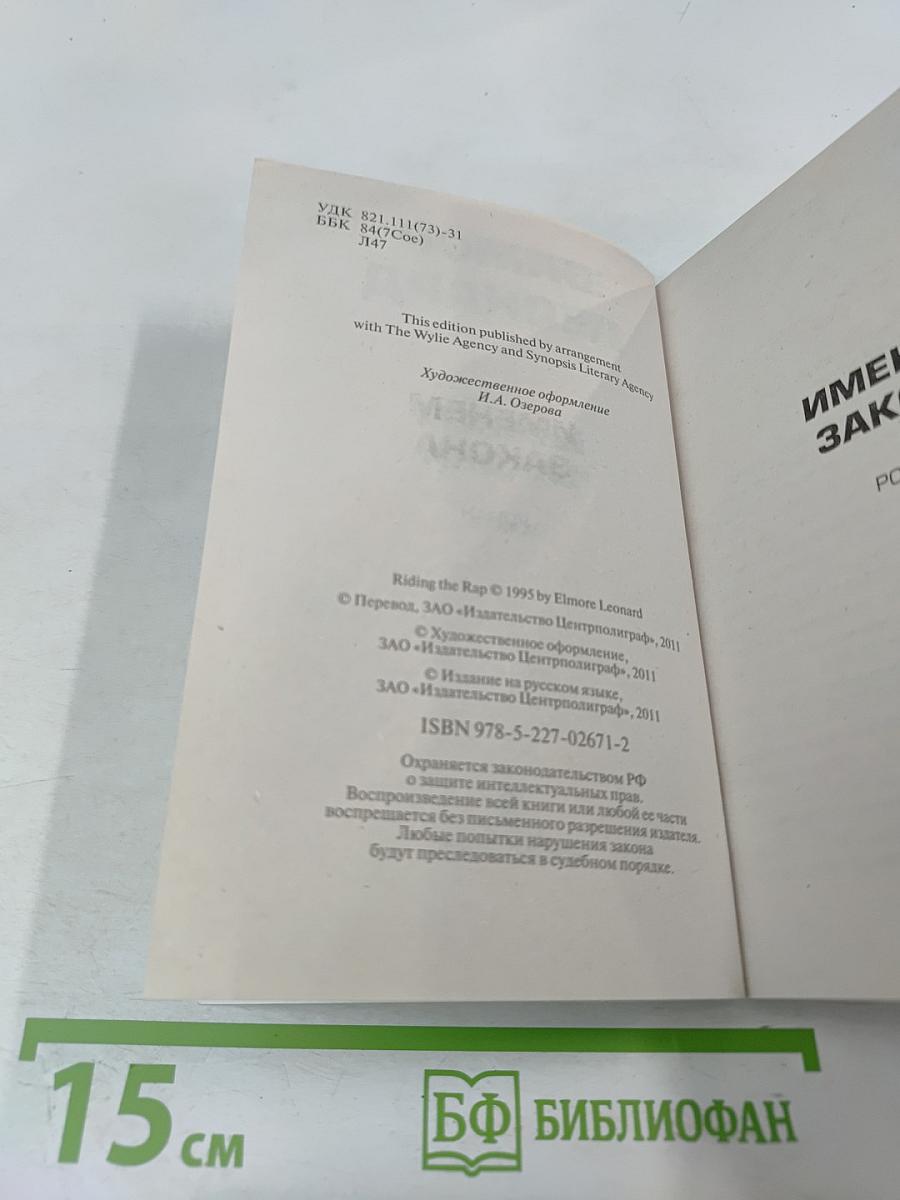 УДК 821.111(73)-31
ББК 84(7Сое)
Л47
This edition published by arrangement
with The Wylie Agency and Synopsis Literary Agency
Художественное оформление
И.А. Озерова
Riding the Rap © 1995 by Elmore Leonard
© Перевод, ЗАО «Издательство Центрполиграф», 2011
© Художественное оформление,
ЗАО «Издательство Центрполиграф», 2011
© Издание на русском языке,
ЗАО «Издательство Центрполиграф», 2011
ISBN 978-5-227-02671-2
Охраняется законодательством РФ
о защите интеллектуальных прав.
Воспроизведение всей книги или любой ее части
воспрещается без письменного разрешения издателя.
Любые попытки нарушения закона
будут преследоваться в судебном порядке.
ИМЕН
ЗАКО
РО
15 см
БФ БИБЛИОФАН